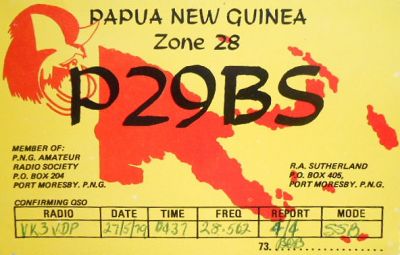 PAPUA NEW GUINEA
Zone 28
P29BS
MEMBER OF:
P.N.G. AMATEUR
RADIO SOCIETY
P.O. BOX 204
PORT MORESBY. P.N.G.
R.A. SUTHERLAND
P.O. BOX 405,
PORT MORESBY. P.N.G.
CONFIRMING QSO
RADIO DATE TIME FREQ REPORT MODE
VK3VDP 27/5/79 0437 28.502 4/4 SSB
73. Bob